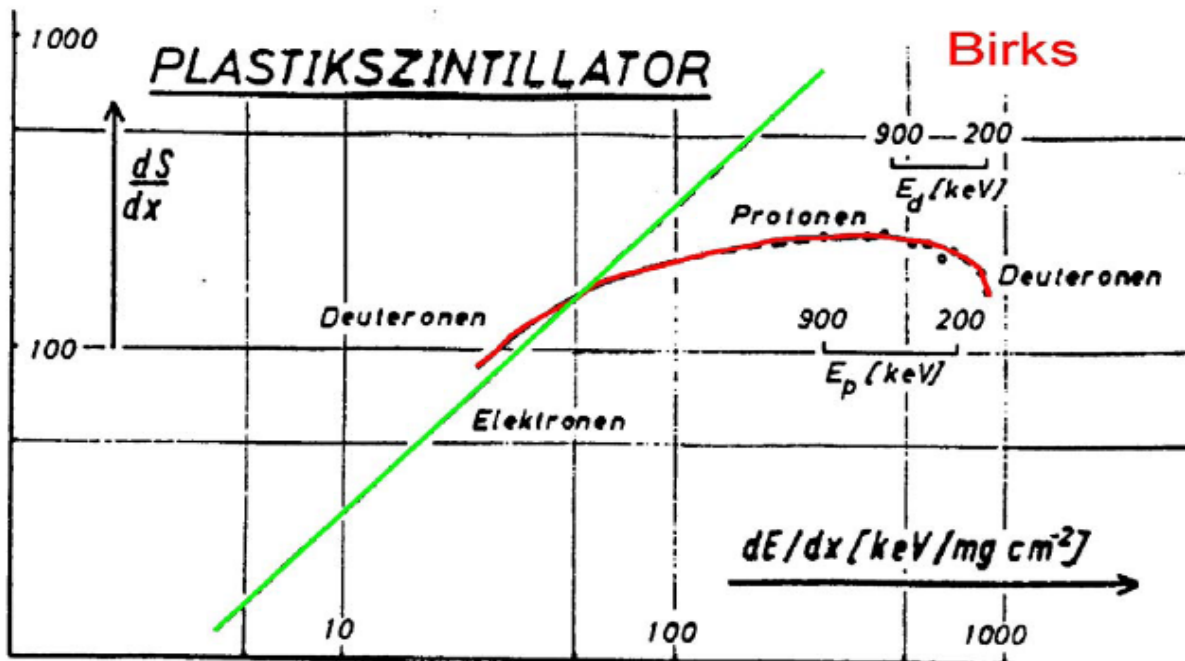 1000
PLASTIKSZINTILLATOR
Birks
dS
dx
900 200
E_d [keV]
Protonen
Deuteronen
Deuteronen
900 200
100
E_p [keV]
Elektronen
dE/dx [keV/mg cm⁻²]
10 100 1000